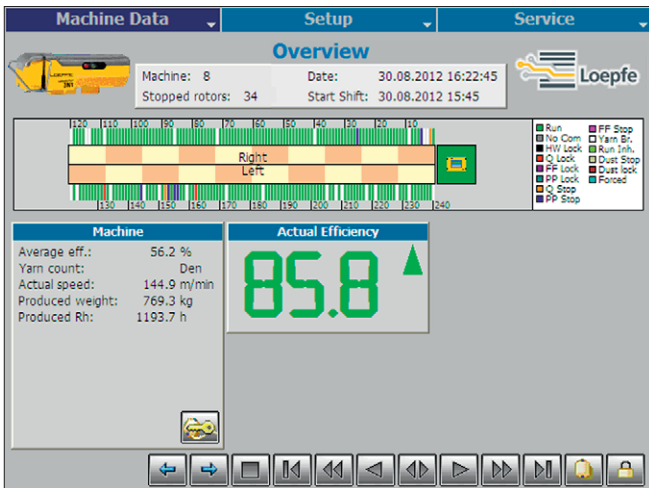 Machine Data Setup Service
Overview
LOEPFE
3N1
Machine: 8 Date: 30.08.2012 16:22:45
Stopped rotors: 34 Start Shift: 30.08.2012 15:45
Loepfe
120 110 100 90 80 70 60 50 40 30 20 10
Right
Left
130 140 150 160 170 180 190 200 210 220 230 240
Run FF Stop
No Com Yarn Br.
HW Lock Run Inh.
Q Lock Dust Stop
FF Lock Dust lock
PP Lock Forced
Q Stop
PP Stop
Machine
Average eff.: 56.2 %
Yarn count: Den
Actual speed: 144.9 m/min
Produced weight: 769.3 kg
Produced Rh: 1193.7 h
Actual Efficiency
85.8